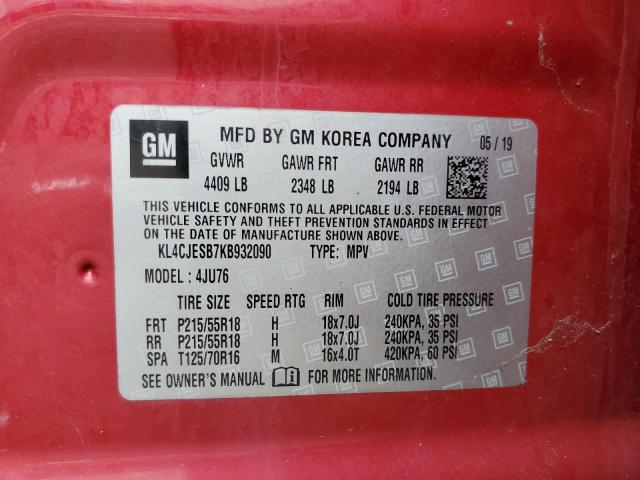 GM MFD BY GM KOREA COMPANY 05 / 19
GVWR GAWR FRT GAWR RR
4409 LB 2348 LB 2194 LB
THIS VEHICLE CONFORMS TO ALL APPLICABLE U.S. FEDERAL MOTOR
VEHICLE SAFETY AND THEFT PREVENTION STANDARDS IN EFFECT
ON THE DATE OF MANUFACTURE SHOWN ABOVE.
KL4CJESB7KB932090 TYPE: MPV
MODEL : 4JU76
TIRE SIZE SPEED RTG RIM COLD TIRE PRESSURE
FRT P215/55R18 H 18x7.0J 240KPA, 35 PSI
RR P215/55R18 H 18x7.0J 240KPA, 35 PSI
SPA T125/70R16 M 16x4.0T 420KPA, 60 PSI
SEE OWNER'S MANUAL FOR MORE INFORMATION.